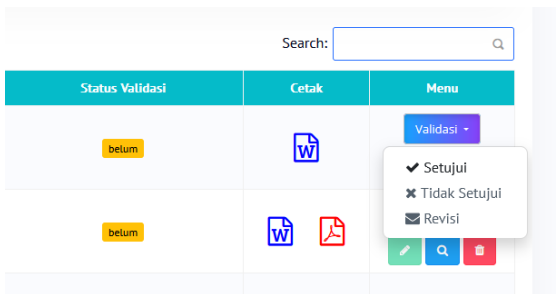 Search:
Status Validasi Cetak Menu
Validasi
belum
W
Setujui
Tidak Setujui
Revisi
belum
W